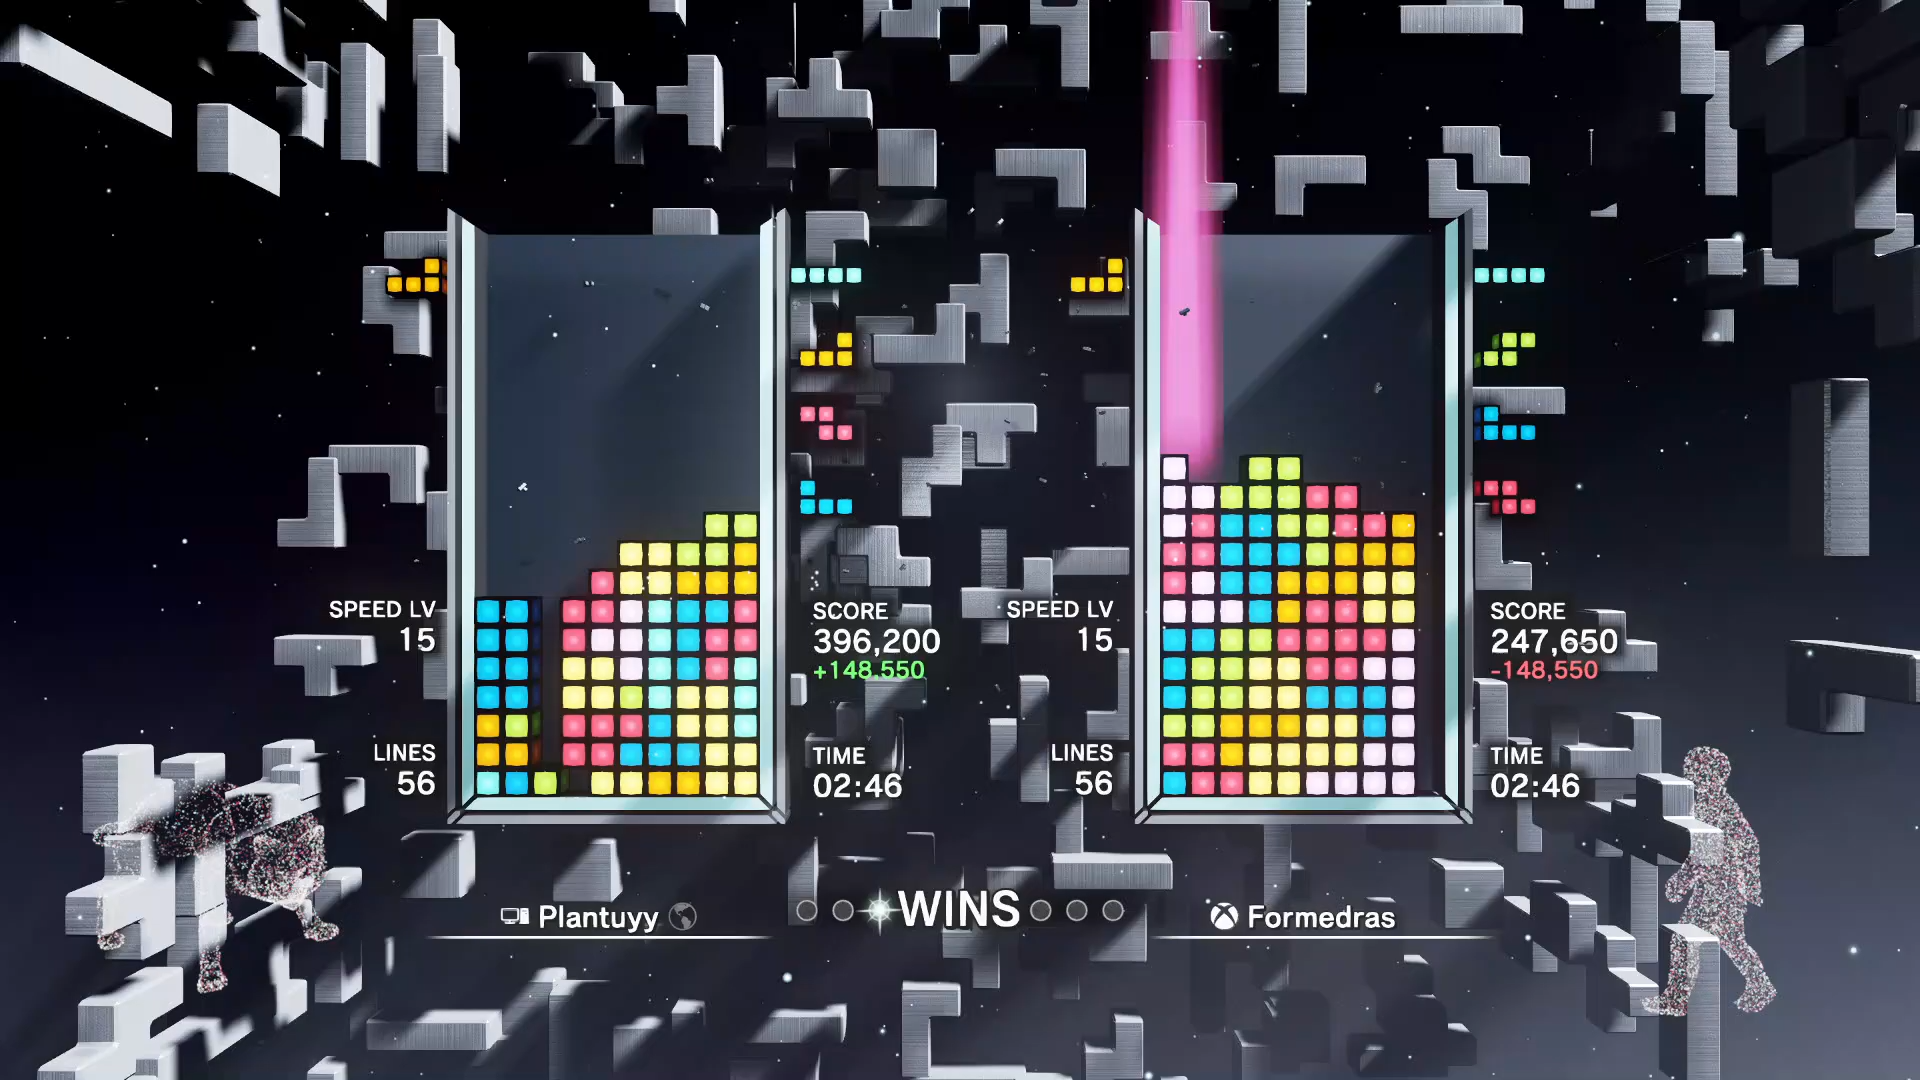 SPEED LV
15
LINES
56
SCORE
396,200
+148,550
TIME
02:46
SPEED LV
15
LINES
56
SCORE
247,650
-148,550
TIME
02:46
Plantuyy
WINS
Formedras